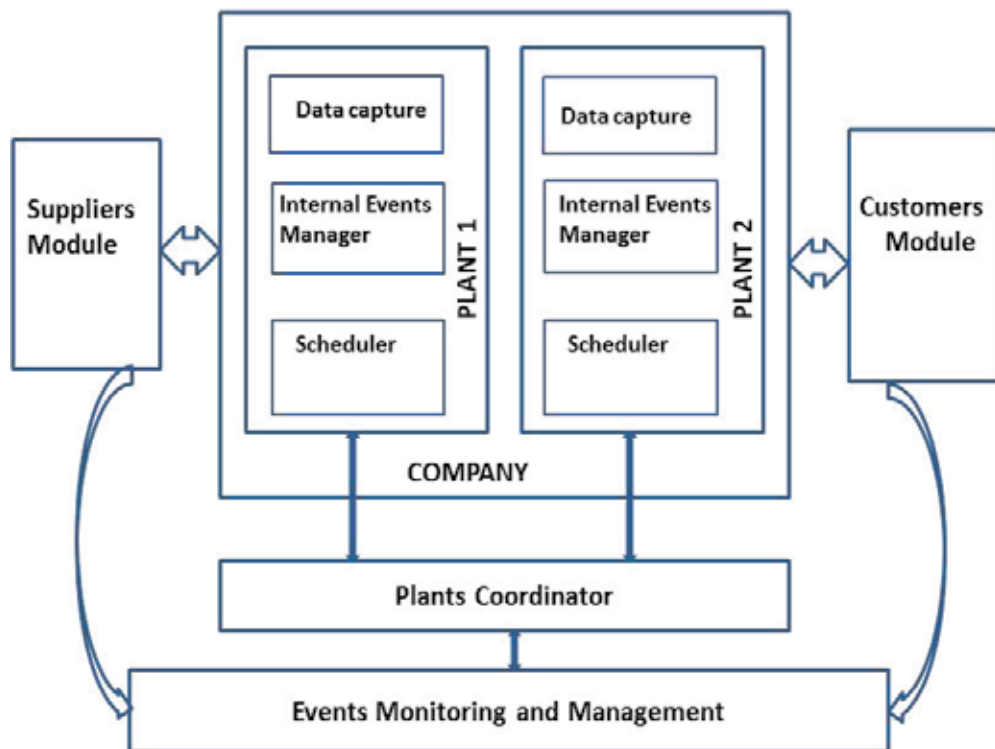 Data capture
Internal Events
Manager
Scheduler
PLANT 1
Data capture
Internal Events
Manager
Scheduler
PLANT 2
Suppliers
Module
Customers
Module
COMPANY
Plants Coordinator
Events Monitoring and Management